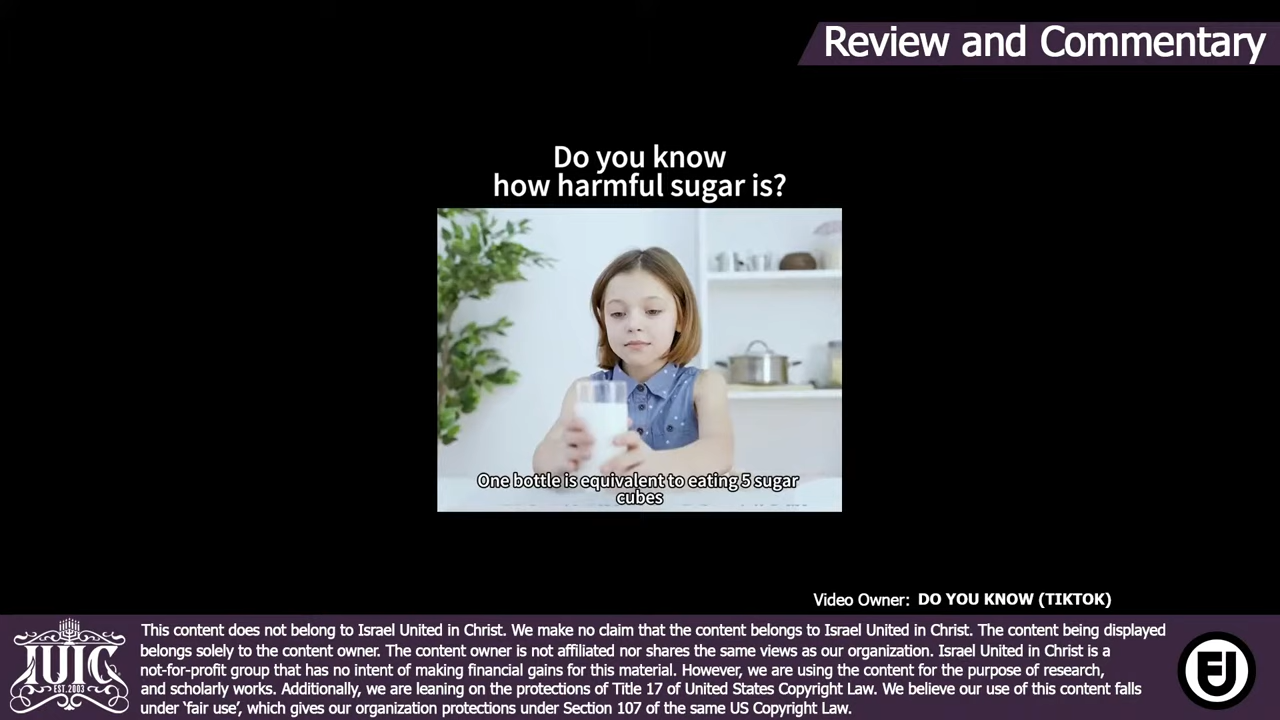 Review and Commentary
Do you know
how harmful sugar is?
One bottle is equivalent to eating 5 sugar
cubes
Video Owner: DO YOU KNOW (TIKTOK)
This content does not belong to Israel United in Christ. We make no claim that the content belongs to Israel United in Christ. The content being displayed
belongs solely to the content owner. The content owner is not affiliated nor shares the same views as our organization. Israel United in Christ is a
not-for-profit group that has no intent of making financial gains for this material. However, we are using the content for the purpose of research,
and scholarly works. Additionally, we are leaning on the protections of Title 17 of United States Copyright Law. We believe our use of this content falls
under ‘fair use’, which gives our organization protections under Section 107 of the same US Copyright Law.
IUIC
EST.2003